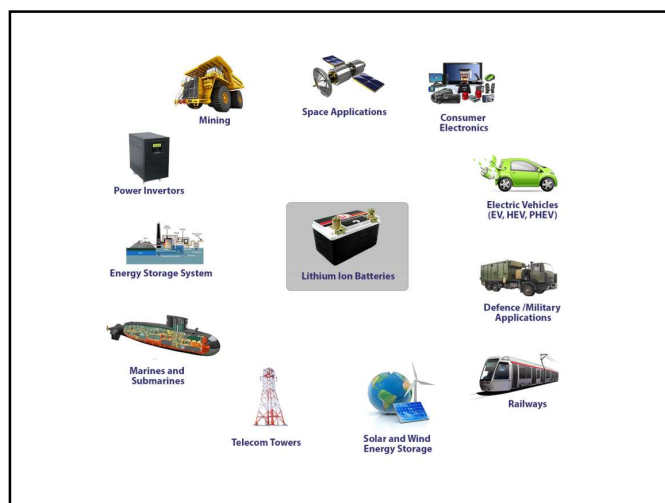 Mining
Space Applications
Consumer
Electronics
Power Invertors
Electric Vehicles
(EV, HEV, PHEV)
Energy Storage System
Lithium Ion Batteries
Defence /Military
Applications
Marines and
Submarines
Railways
Telecom Towers
Solar and Wind
Energy Storage